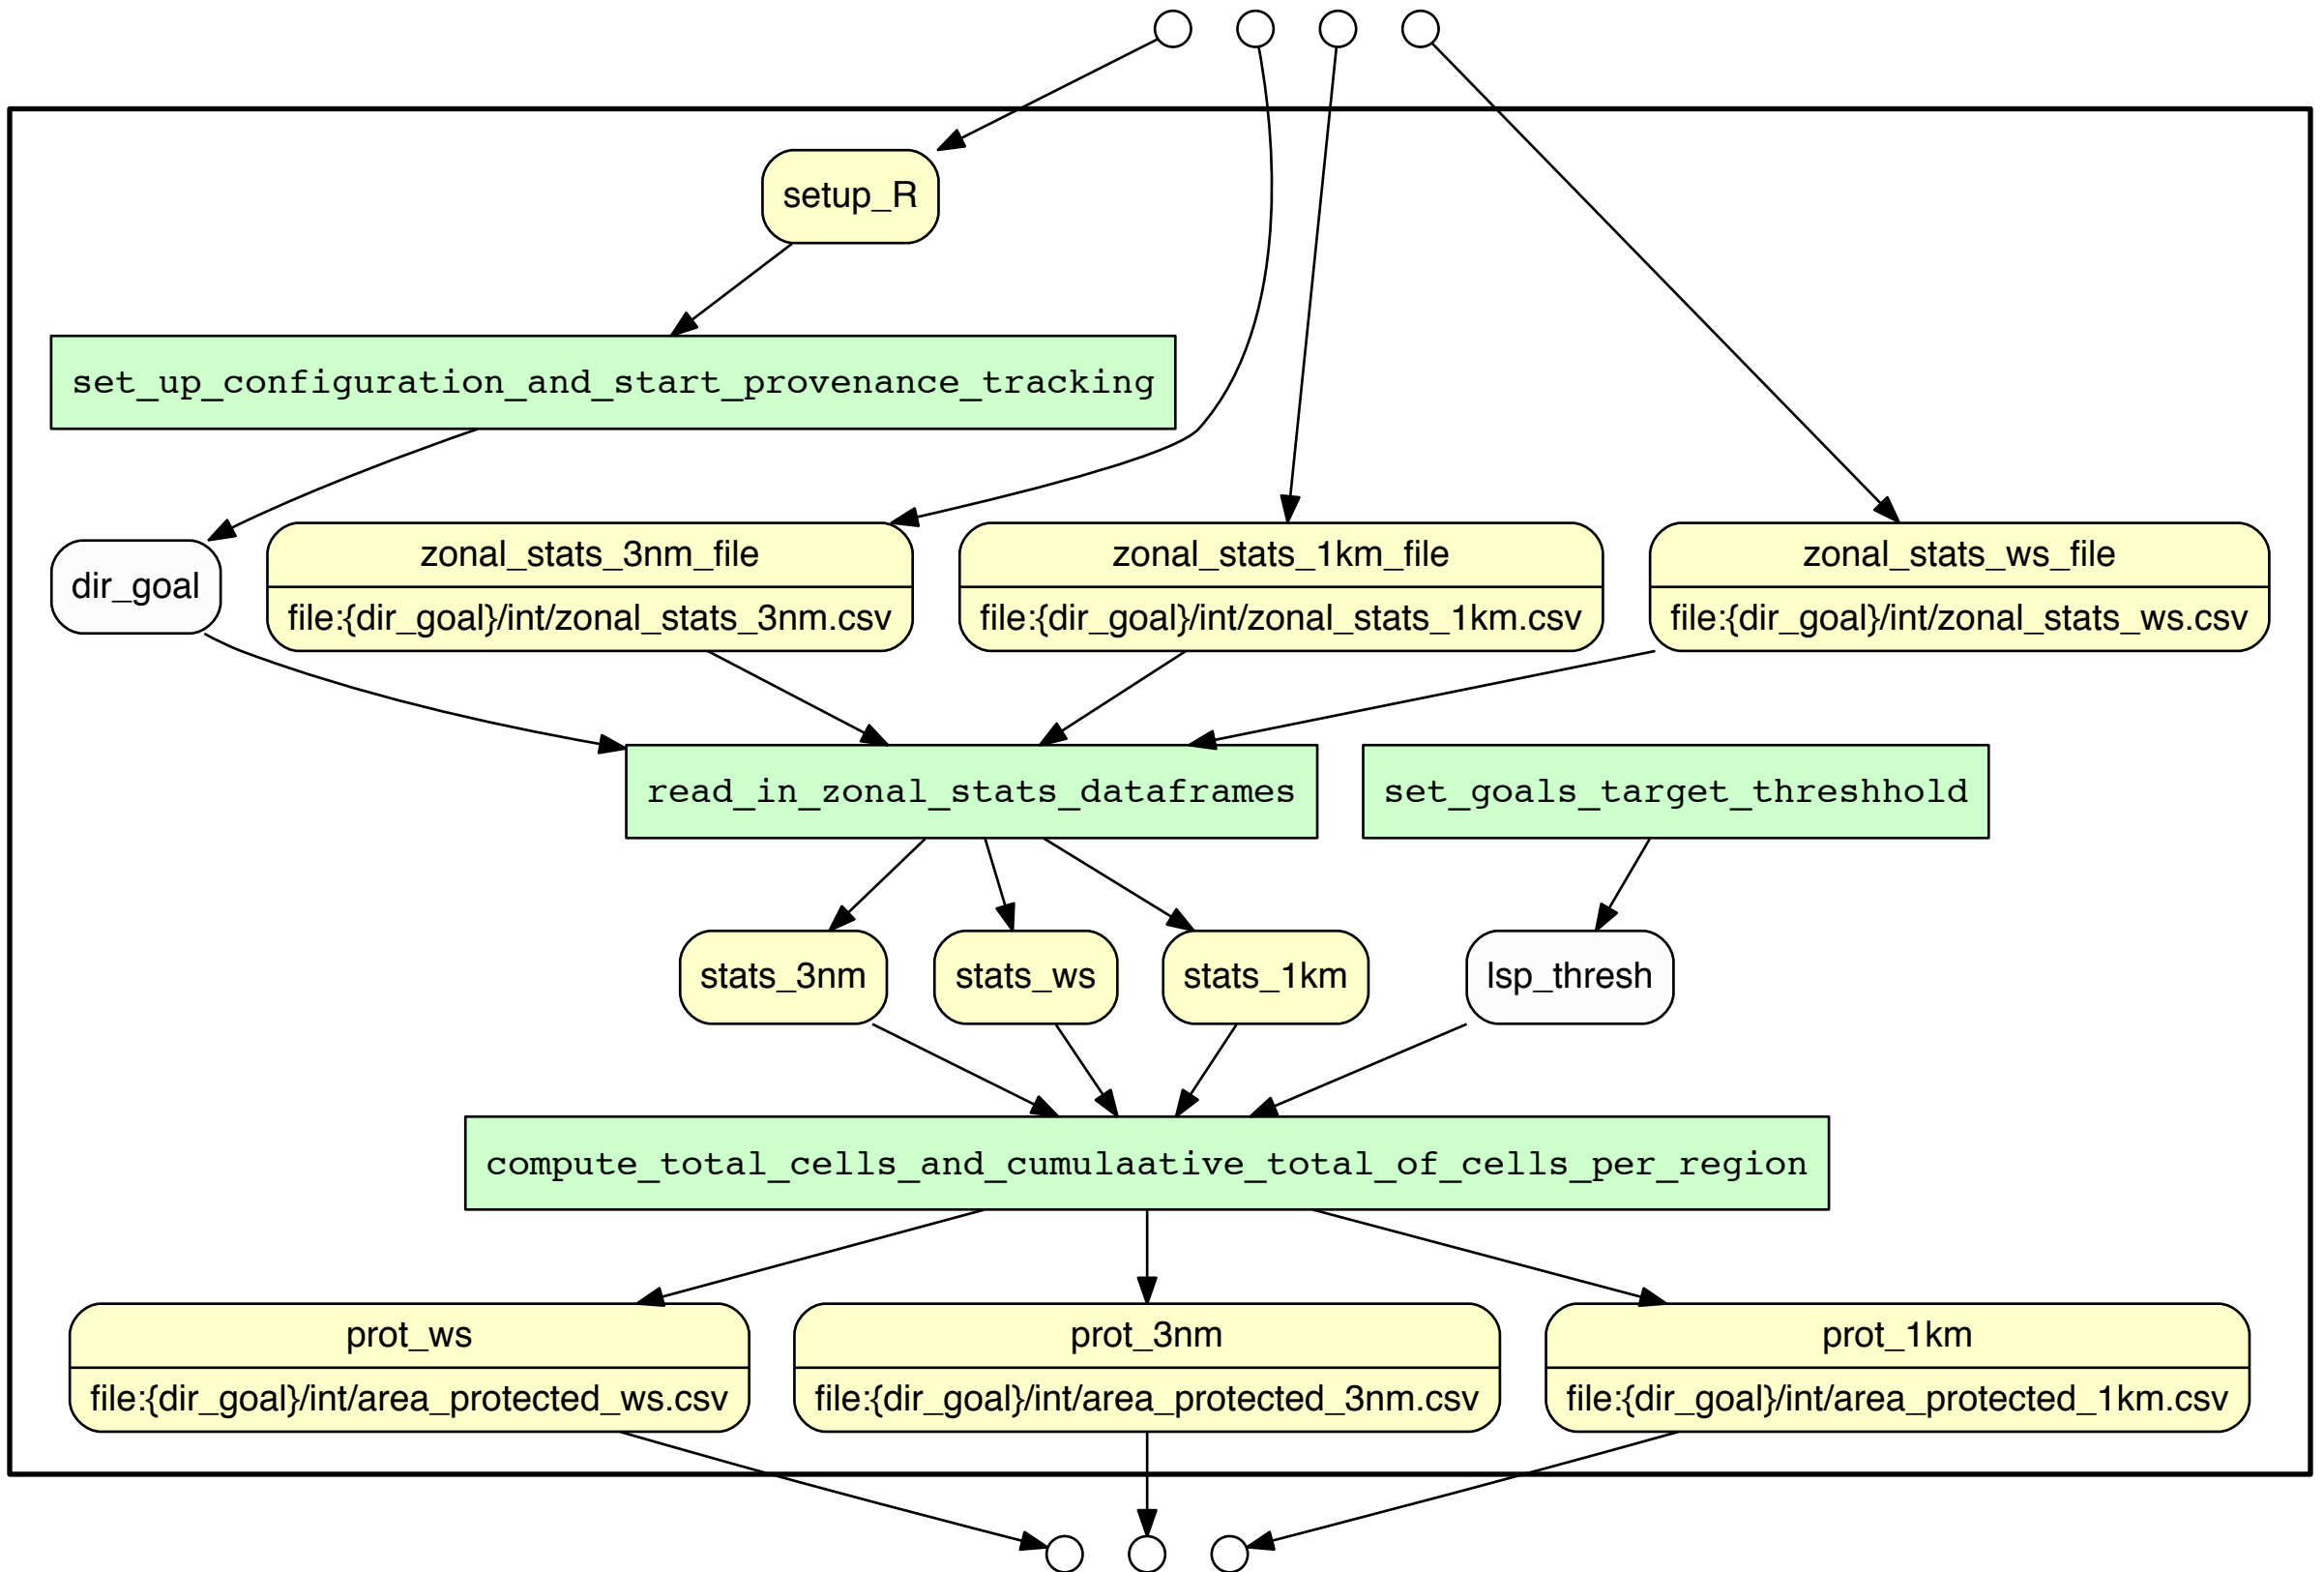 setup_R
set_up_configuration_and_start_provenance_tracking
dir_goal
zonal_stats_3nm_file
file:{dir_goal}/int/zonal_stats_3nm.csv
zonal_stats_1km_file
file:{dir_goal}/int/zonal_stats_1km.csv
zonal_stats_ws_file
file:{dir_goal}/int/zonal_stats_ws.csv
read_in_zonal_stats_dataframes
set_goals_target_threshhold
stats_3nm
stats_ws
stats_1km
lsp_thresh
compute_total_cells_and_cumulaative_total_of_cells_per_region
prot_ws
file:{dir_goal}/int/area_protected_ws.csv
prot_3nm
file:{dir_goal}/int/area_protected_3nm.csv
prot_1km
file:{dir_goal}/int/area_protected_1km.csv